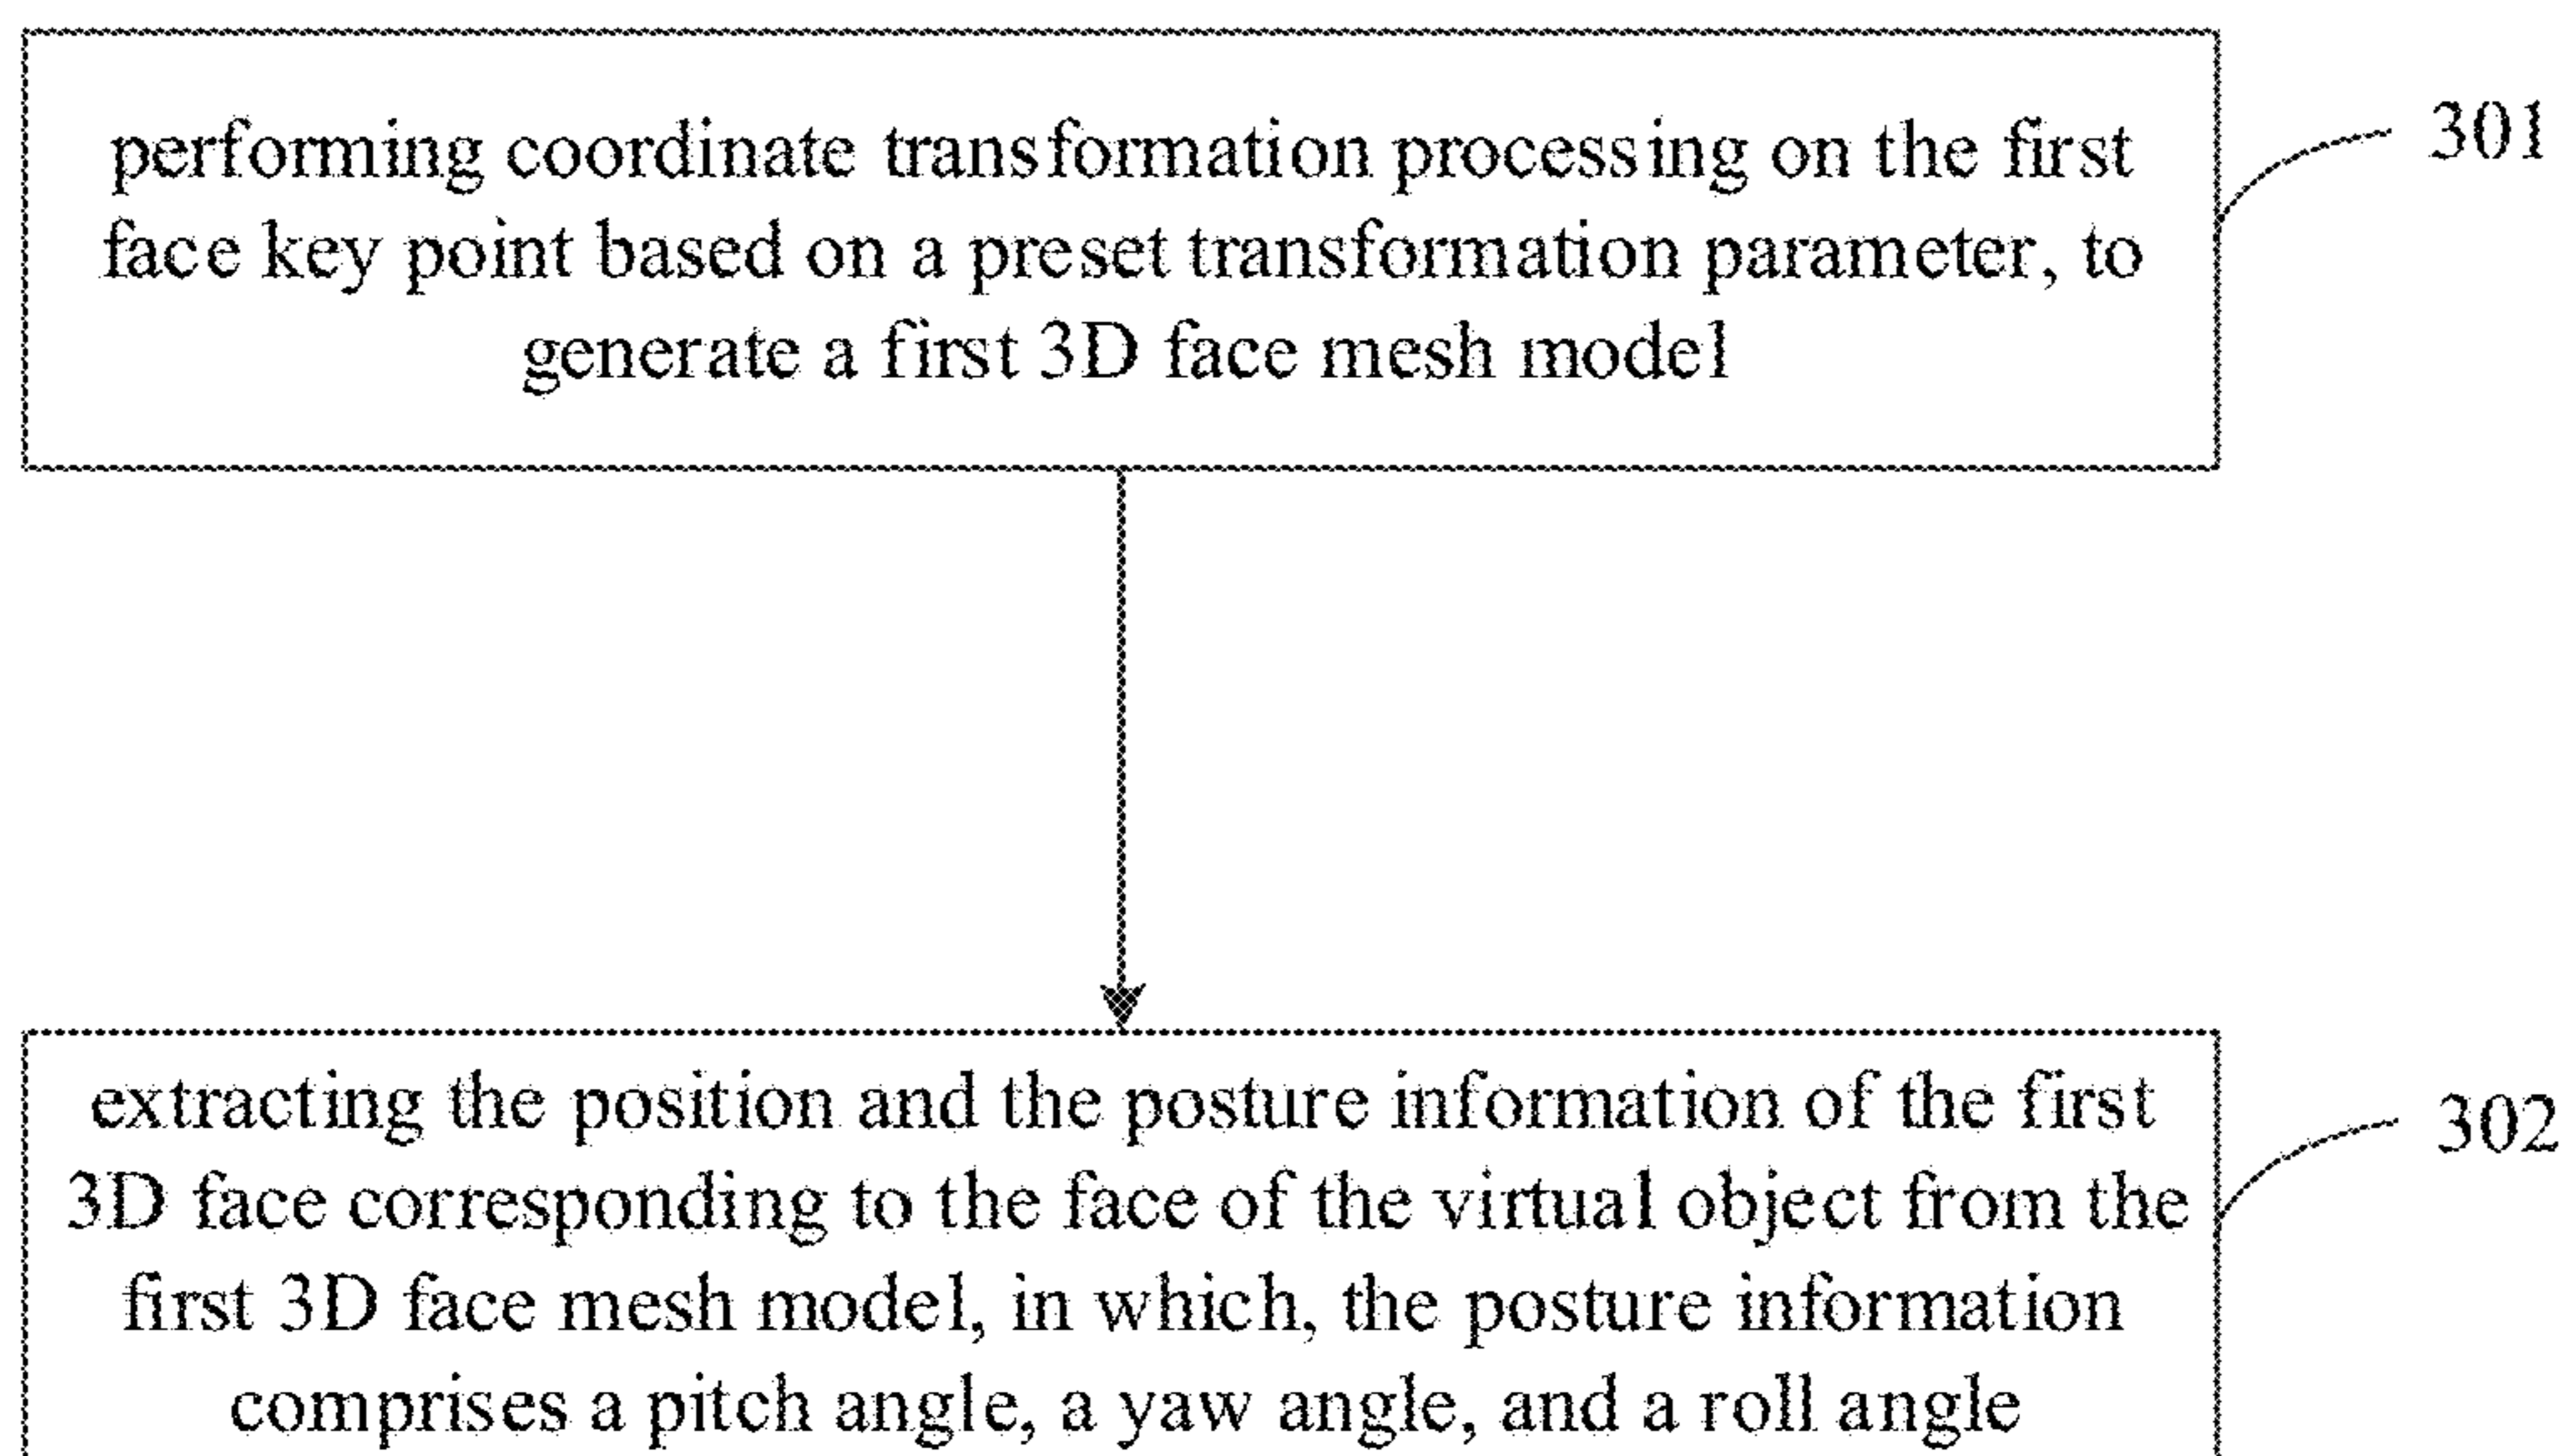 performing coordinate transformation processing on the first
face key point based on a preset transformation parameter, to
generate a first 3D face mesh model
301
extracting the position and the posture information of the first
3D face corresponding to the face of the virtual object from the
first 3D face mesh model, in which, the posture information
comprises a pitch angle, a yaw angle, and a roll angle
302